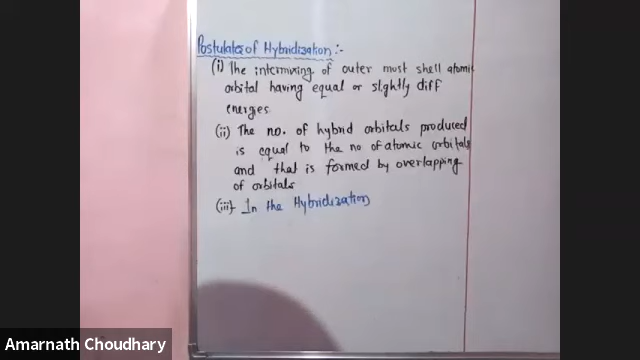 Postulates of Hybridization :-
(i) The intermixing of outer most shell atomic
orbital having equal or slightly diff
energies
(ii) The no. of hybrid orbitals produced
is equal to the no of atomic orbitals
and that is formed by overlapping
of orbitals
(iii) In the Hybridization
Amarnath Choudhary